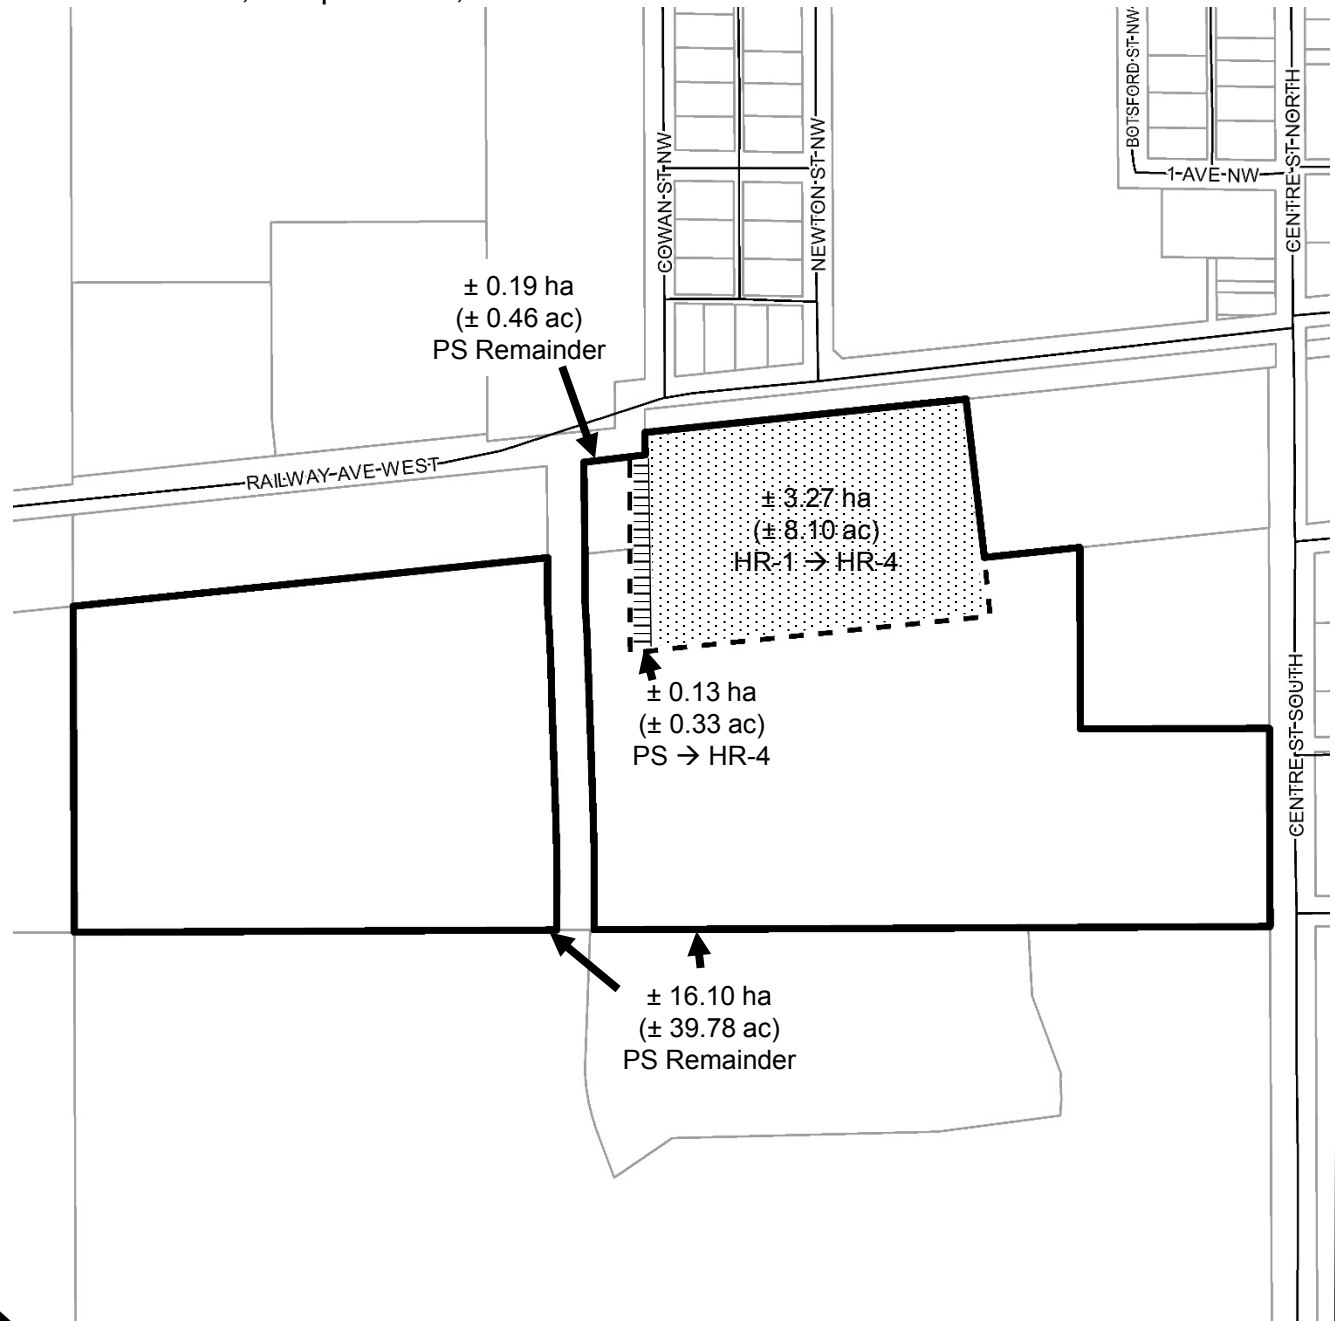 BOTSFORD ST NW
COWAN ST NW
NEWTON ST NW
CENTRE ST NORTH
1 AVE NW
± 0.19 ha
(± 0.46 ac)
PS Remainder
RAILWAY AVE WEST
± 3.27 ha
(± 8.10 ac)
HR-1 → HR-4
± 0.13 ha
(± 0.33 ac)
PS → HR-4
CENTRE ST SOUTH
± 16.10 ha
(± 39.78 ac)
PS Remainder